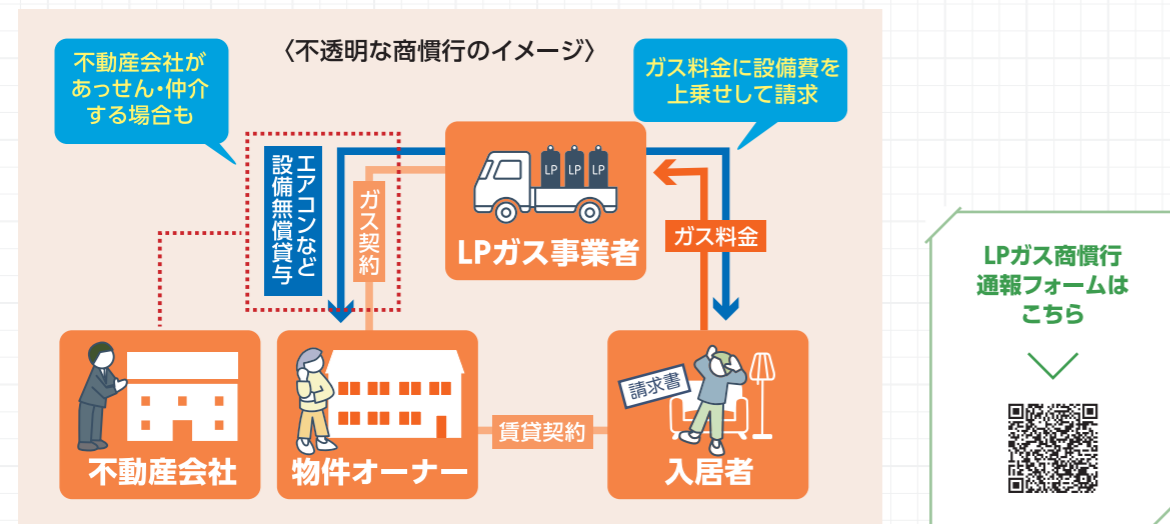 〈不透明な商慣行のイメージ〉
不動産会社が
あっせん・仲介
する場合も
ガス料金に設備費を
上乗せして請求
エアコンなど
設備無償貸与
ガス契約
LP LP LP
LPガス事業者
ガス料金
不動産会社
物件オーナー
賃貸契約
請求書
入居者
LPガス商慣行
通報フォームは
こちら